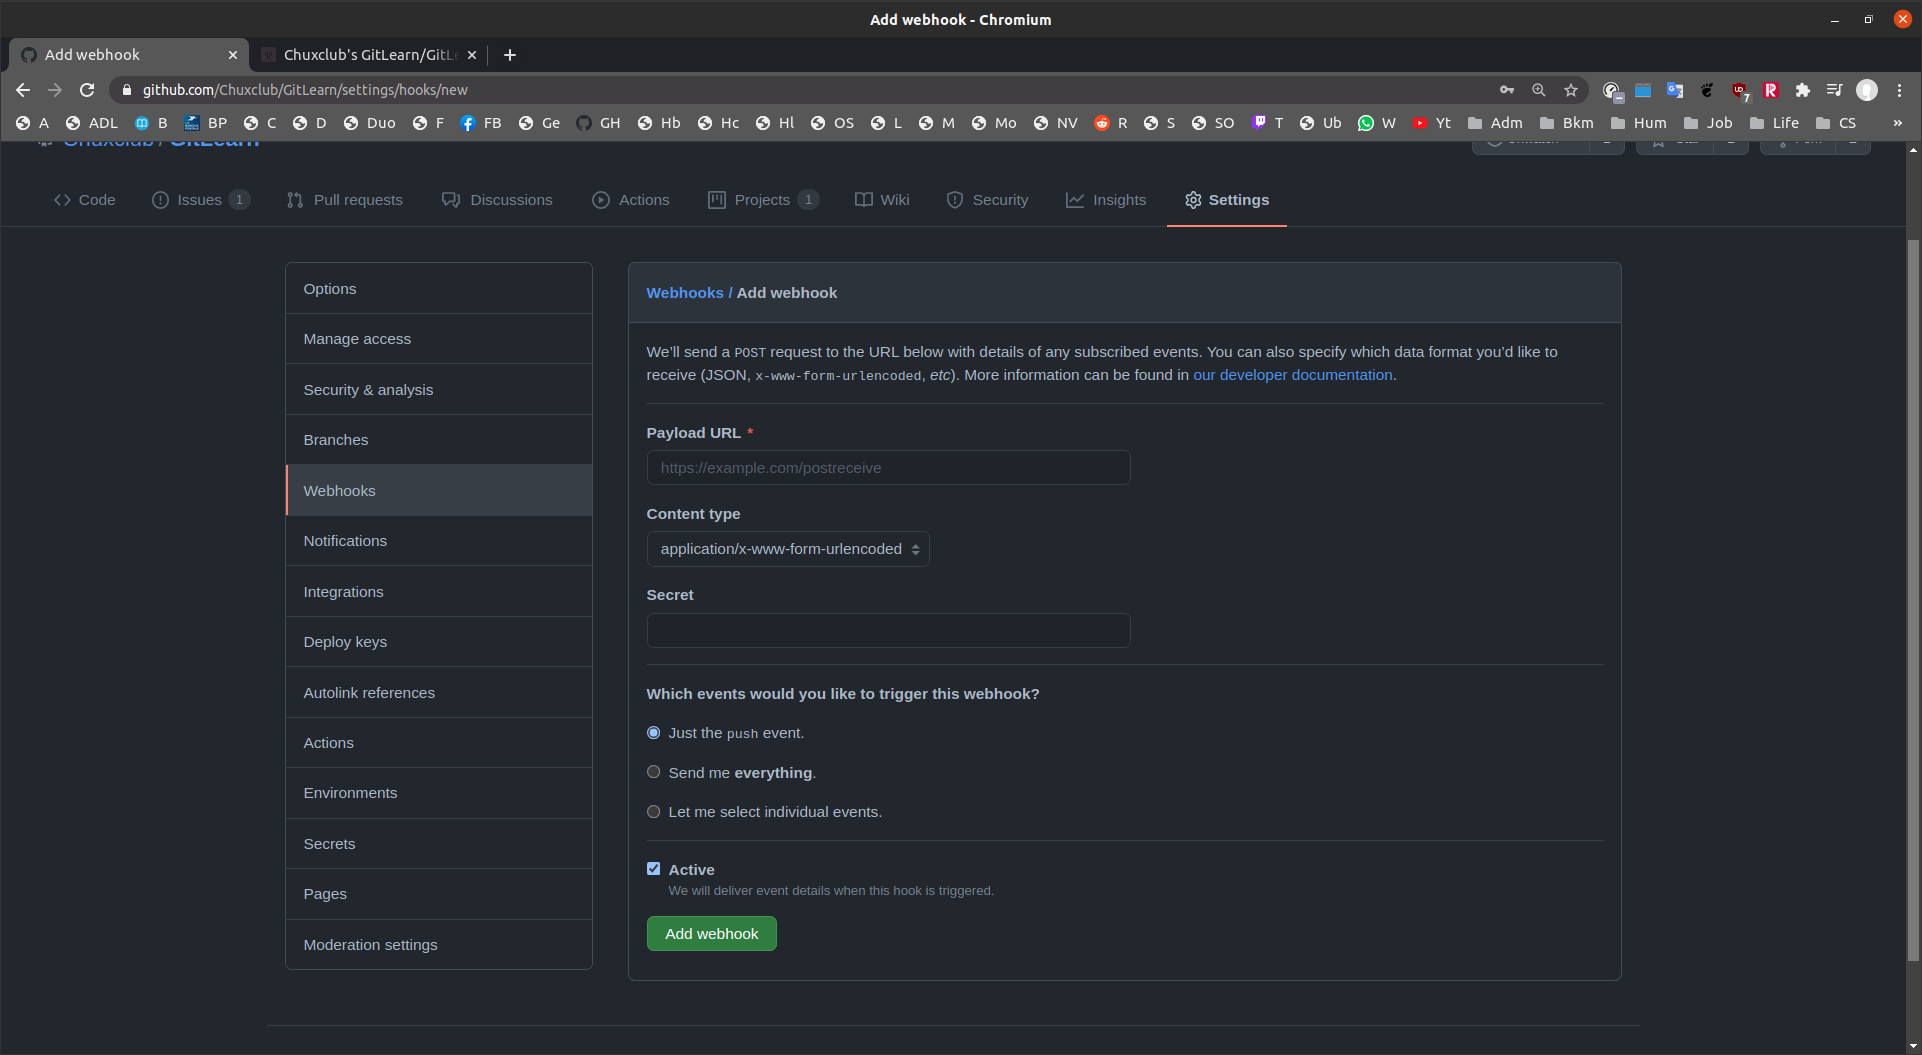 Add webhook - Chromium
Add webhook
Chuxclub's GitLearn/GitLe
github.com/Chuxclub/GitLearn/settings/hooks/new
7
A ADL B BP C D Duo F FB Ge GH Hb Hc Hl OS L M Mo NV R S SO T Ub W Yt Adm Bkm Hum Job Life CS »
Chuxclub / GitLearn
Code Issues 1 Pull requests Discussions Actions Projects 1 Wiki Security Insights Settings
Options
Manage access
Security & analysis
Branches
Webhooks
Notifications
Integrations
Deploy keys
Autolink references
Actions
Environments
Secrets
Pages
Moderation settings
Webhooks / Add webhook
We'll send a POST request to the URL below with details of any subscribed events. You can also specify which data format you'd like to
receive (JSON, x-www-form-urlencoded, etc). More information can be found in our developer documentation.
Payload URL *
https://example.com/postreceive
Content type
application/x-www-form-urlencoded
Secret
Which events would you like to trigger this webhook?
Just the push event.
Send me everything.
Let me select individual events.
Active
We will deliver event details when this hook is triggered.
Add webhook